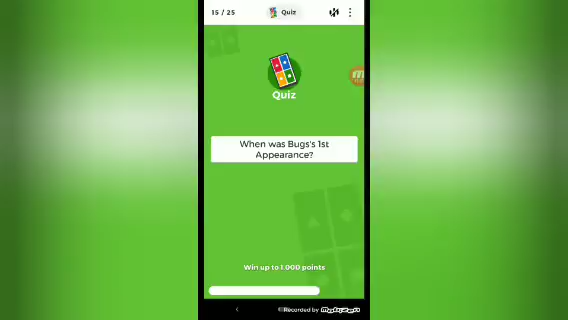 15 / 25
Quiz
Quiz
When was Bugs's 1st
Appearance?
Win up to 1 000 points
Recorded by